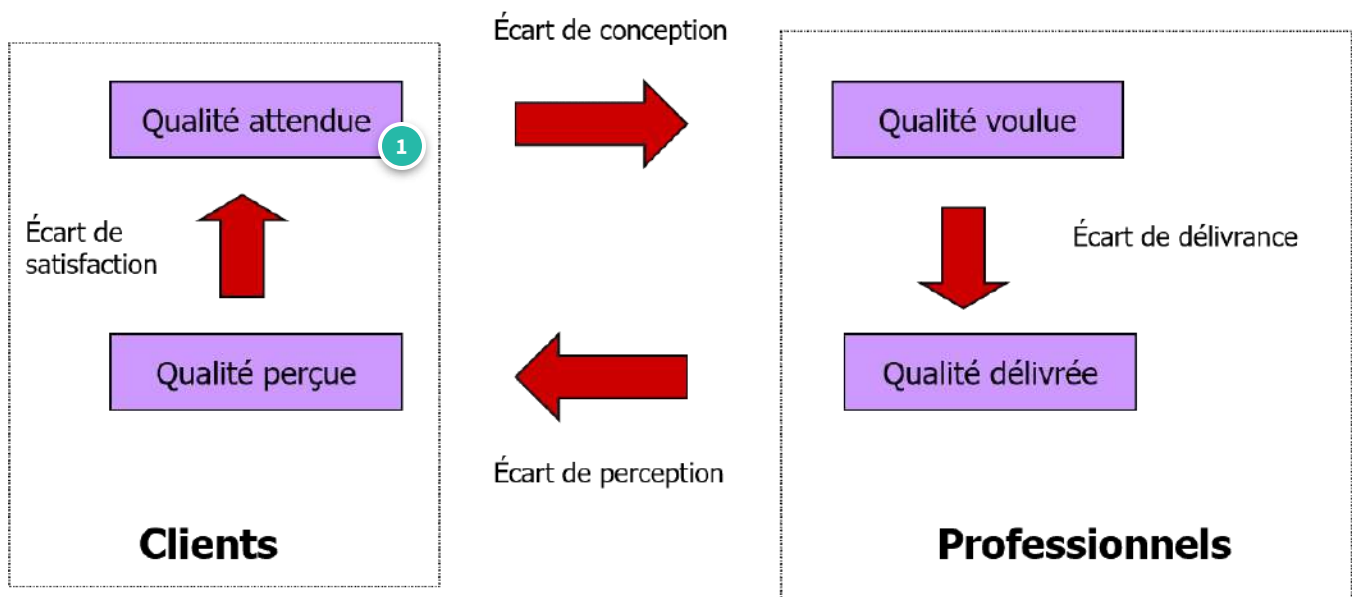 Écart de conception
Qualité attendue
1
Qualité voulue
Écart de
satisfaction
Écart de délivrance
Qualité perçue
Qualité délivrée
Écart de perception
Clients
Professionnels